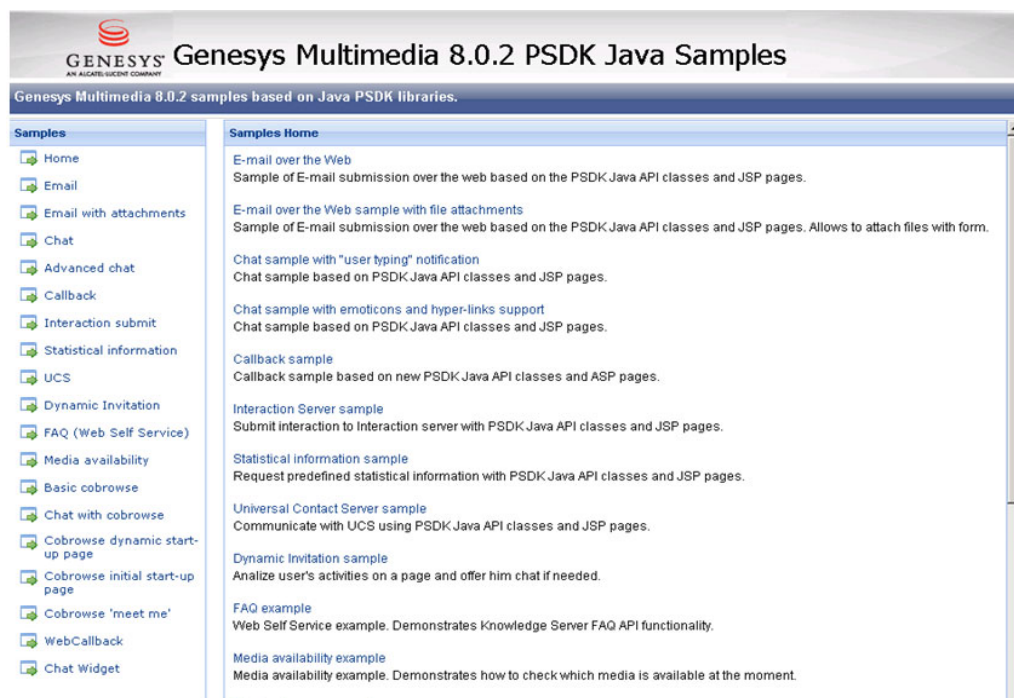 GENESYS
AN ALCATEL-LUCENT COMPANY
Genesys Multimedia 8.0.2 PSDK Java Samples
Genesys Multimedia 8.0.2 samples based on Java PSDK libraries.
Samples
Home
Email
Email with attachments
Chat
Advanced chat
Callback
Interaction submit
Statistical information
UCS
Dynamic Invitation
FAQ (Web Self Service)
Media availability
Basic cobrowse
Chat with cobrowse
Cobrowse dynamic start-
up page
Cobrowse initial start-up
page
Cobrowse 'meet me'
WebCallback
Chat Widget
Samples Home
E-mail over the Web
Sample of E-mail submission over the web based on the PSDK Java API classes and JSP pages.
E-mail over the Web sample with file attachments
Sample of E-mail submission over the web based on the PSDK Java API classes and JSP pages. Allows to attach files with form.
Chat sample with "user typing" notification
Chat sample based on PSDK Java API classes and JSP pages.
Chat sample with emoticons and hyper-links support
Chat sample based on PSDK Java API classes and JSP pages.
Callback sample
Callback sample based on new PSDK Java API classes and ASP pages.
Interaction Server sample
Submit interaction to Interaction server with PSDK Java API classes and JSP pages.
Statistical information sample
Request predefined statistical information with PSDK Java API classes and JSP pages.
Universal Contact Server sample
Communicate with UCS using PSDK Java API classes and JSP pages.
Dynamic Invitation sample
Analize user's activities on a page and offer him chat if needed.
FAQ example
Web Self Service example. Demonstrates Knowledge Server FAQ API functionality.
Media availability example
Media availability example. Demonstrates how to check which media is available at the moment.